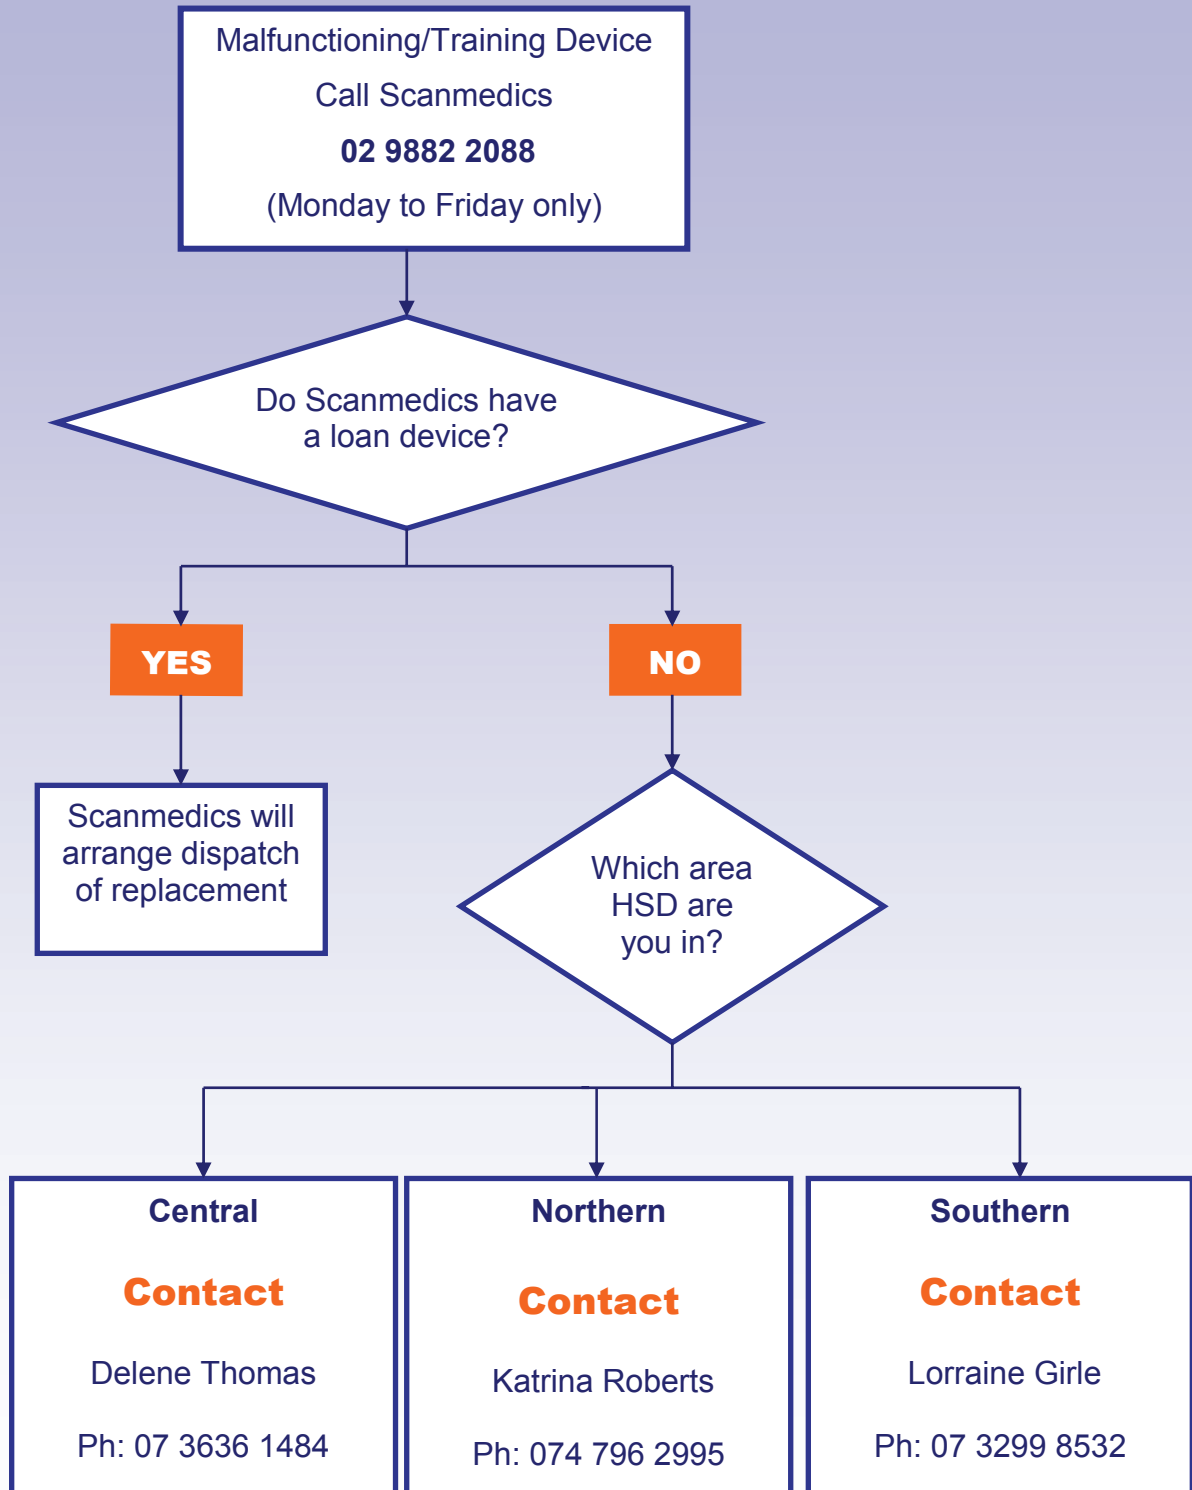 Malfunctioning/Training Device
Call Scanmedics
02 9882 2088
(Monday to Friday only)
Do Scanmedics have
a loan device?
YES
NO
Scanmedics will
arrange dispatch
of replacement
Which area
HSD are
you in?
Central
Contact
Delene Thomas
Ph: 07 3636 1484
Northern
Contact
Katrina Roberts
Ph: 074 796 2995
Southern
Contact
Lorraine Girle
Ph: 07 3299 8532